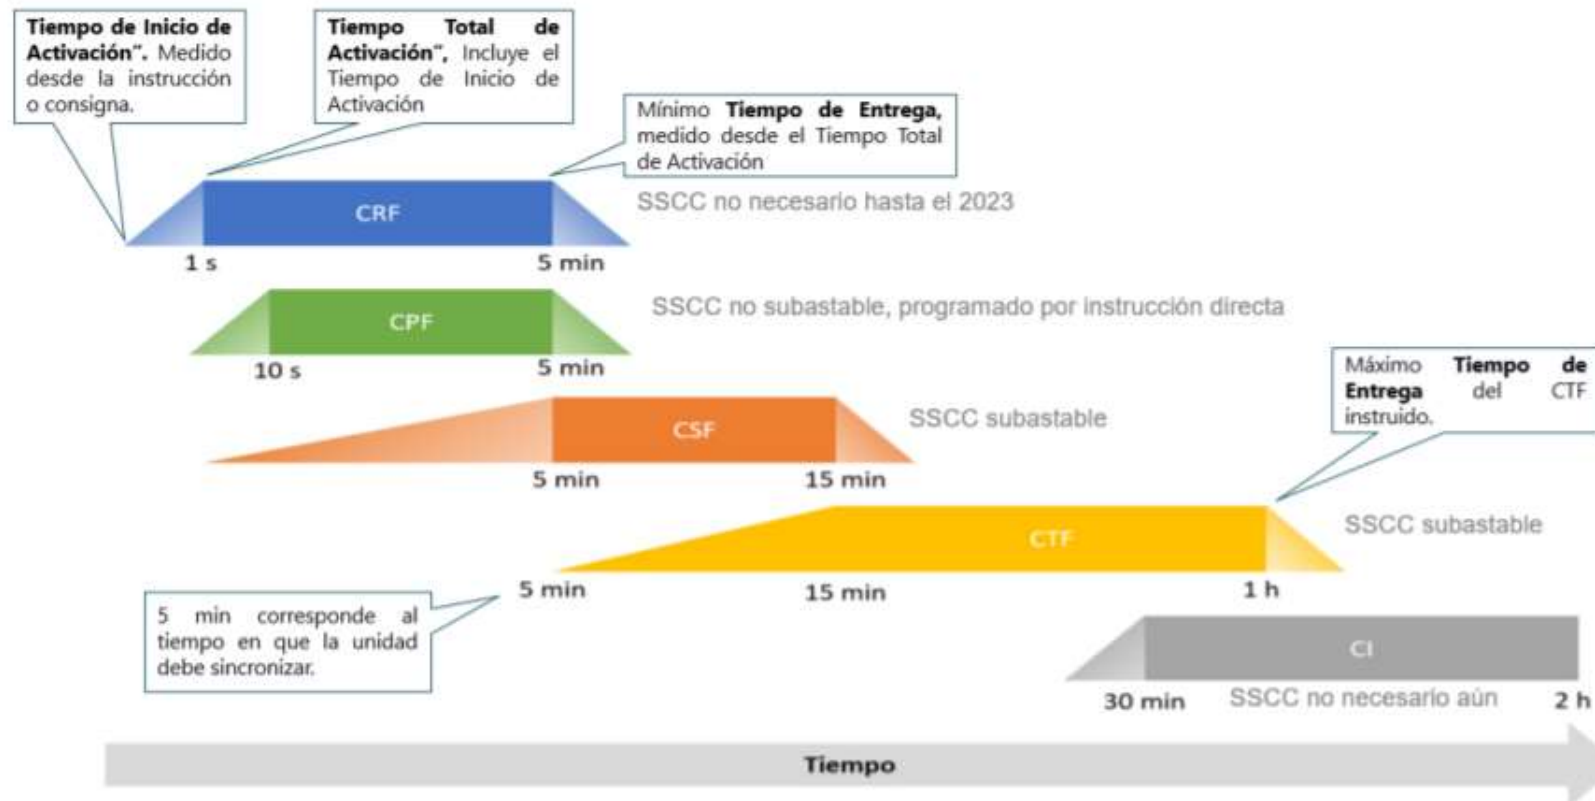 Tiempo de Inicio de
Activación". Medido
desde la instrucción
o consigna.
Tiempo Total de
Activación", Incluye el
Tiempo de Inicio de
Activación
Mínimo Tiempo de Entrega,
medido desde el Tiempo Total
de Activación
CRF
SSCC no necesario hasta el 2023
1 s
5 min
CPF
SSCC no subastable, programado por instrucción directa
10 s
5 min
Máximo Tiempo de
Entrega del CTF
instruido.
CSF
SSCC subastable
5 min
15 min
CTF
SSCC subastable
5 min
15 min
1 h
5 min corresponde al
tiempo en que la unidad
debe sincronizar.
CI
30 min
SSCC no necesario aún
2 h
Tiempo